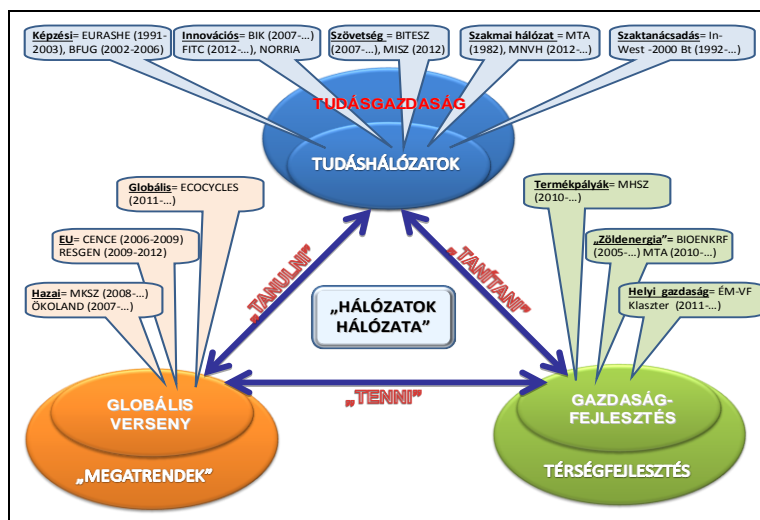 Képzési= EURASHE (1991-
2003), BFUG (2002-2006)
Innovációs= BIK (2007-...)
FITC (2012-...), NORRIA
Szövetség= BITESZ
(2007-...), MISZ (2012)
Szakmai hálózat = MTA
(1982), MNVH (2012-...)
Szaktanácsadás= In-
West -2000 Bt (1992-...)
TUDÁSGAZDASÁG
TUDÁSHÁLÓZATOK
Globális= ECOCYCLES
(2011-...)
EU= CENCE (2006-2009)
RESGEN (2009-2012)
Hazai= MKSZ (2008-...)
ÖKOLAND (2007-...)
Termékpályák= MHSZ
(2010-...)
„Zöldenergia”= BIOENKRF
(2005-...) MTA (2010-...)
Helyi gazdaság= ÉM-VF
Klaszter (2011-...)
„TANULNI”
„TANÍTANI”
„HÁLÓZATOK
HÁLÓZATA”
„TENNI”
GLOBÁLIS
VERSENY
„MEGATRENDEK”
GAZDASÁG-
FEJLESZTÉS
TÉRSÉGFEJLESZTÉS